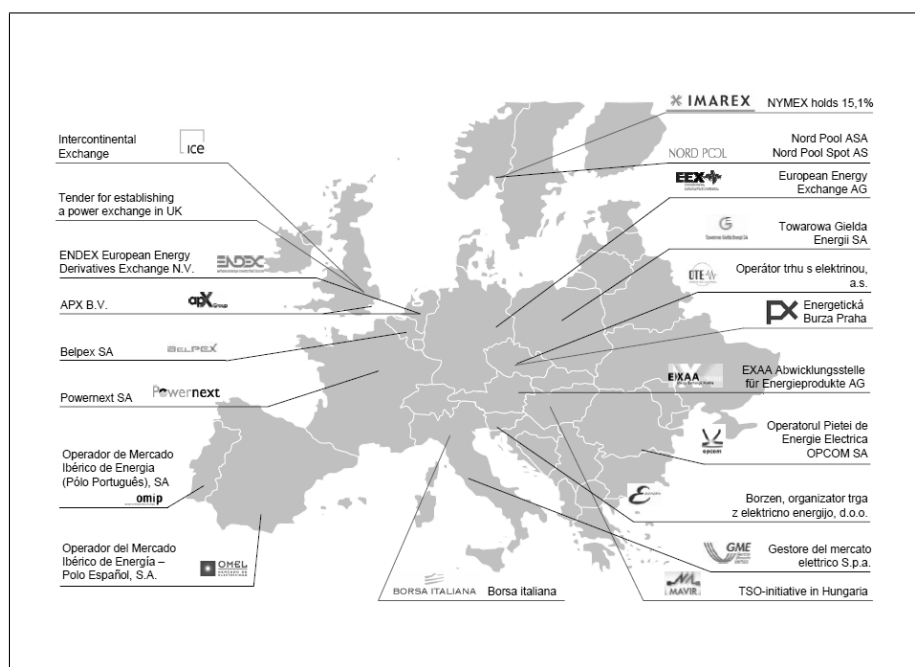 Intercontinental
Exchange
ice
Tender for establishing
a power exchange in UK
ENDEX European Energy
Derivatives Exchange N.V.
ENDEX
APX B.V.
apX Group
Belpex SA
BELPEX
Powernext SA
Powernext
Operador de Mercado
Ibérico de Energia
(Pólo Português), SA
omip
Operador del Mercado
Ibérico de Energía –
Polo Español, S.A.
OMEL
BORSA ITALIANA
Borsa italiana
IMAREX
NYMEX holds 15,1%
NORD POOL
Nord Pool ASA
Nord Pool Spot AS
EEX
European Energy
Exchange AG
Towarowa Gielda
Energii SA
OTE
Operátor trhu s elektrinou,
a.s.
PX
Energetická
Burza Praha
EXAA
EXAA Abwicklungsstelle
für Energieprodukte AG
opcom
Operatorul Pietei de
Energie Electrica
OPCOM SA
Borzen, organizator trga
z elektricno energijo, d.o.o.
GME
Gestore del mercato
elettrico S.p.a.
MAVIR
TSO-initiative in Hungaria